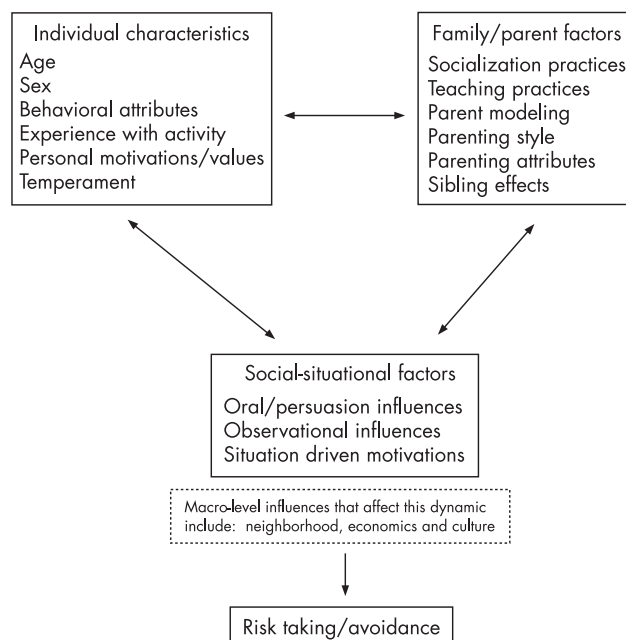 Individual characteristics
Age
Sex
Behavioral attributes
Experience with activity
Personal motivations/values
Temperament
Family/parent factors
Socialization practices
Teaching practices
Parent modeling
Parenting style
Parenting attributes
Sibling effects
Social-situational factors
Oral/persuasion influences
Observational influences
Situation driven motivations
Macro-level influences that affect this dynamic
include: neighborhood, economics and culture
Risk taking/avoidance